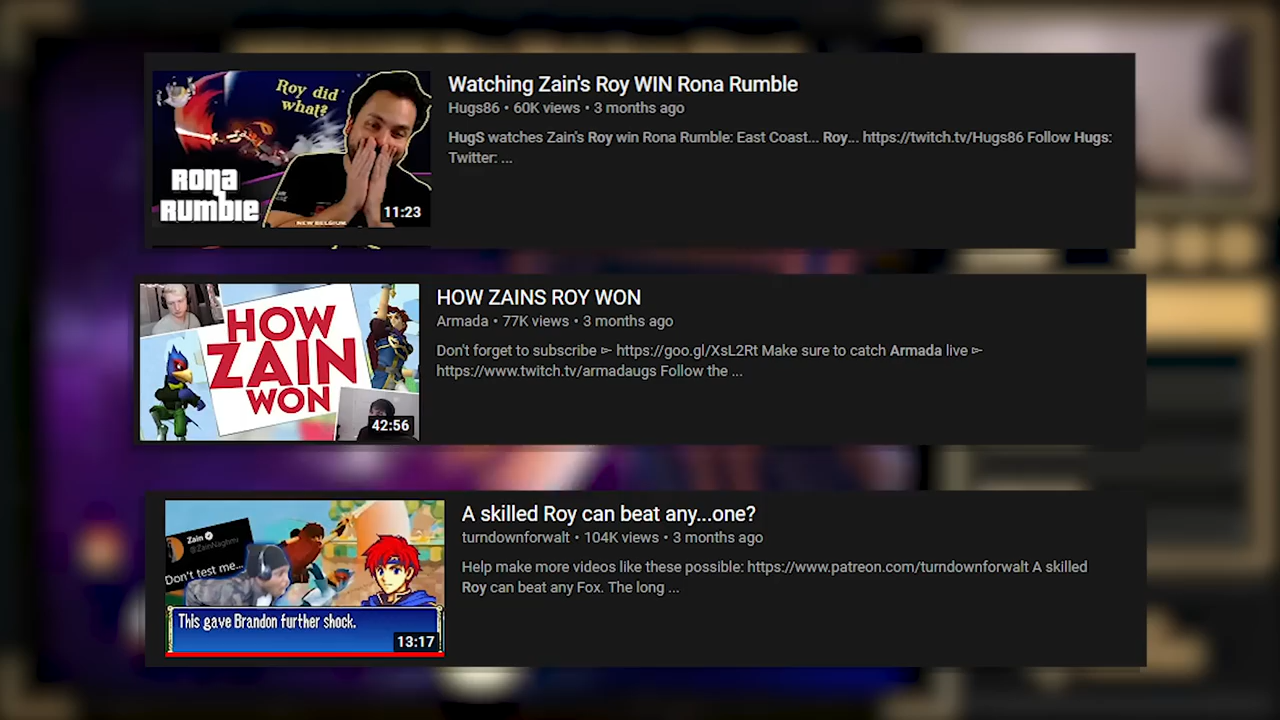 Roy did
what?
RONA
RUMBLE
NEW BELGIUM
11:23
Watching Zain's Roy WIN Rona Rumble
Hugs86 • 60K views • 3 months ago
HugS watches Zain's Roy win Rona Rumble: East Coast... Roy... https://twitch.tv/Hugs86 Follow Hugs:
Twitter: ...
HOW
ZAIN
WON
42:56
HOW ZAINS ROY WON
Armada • 77K views • 3 months ago
Don't forget to subscribe ► https://goo.gl/XsL2Rt Make sure to catch Armada live ►
https://www.twitch.tv/armadaugs Follow the ...
Zain
@ZainNaghmi
Don't test me...
This gave Brandon further shock.
13:17
A skilled Roy can beat any...one?
turndownforwalt • 104K views • 3 months ago
Help make more videos like these possible: https://www.patreon.com/turndownforwalt A skilled
Roy can beat any Fox. The long ...